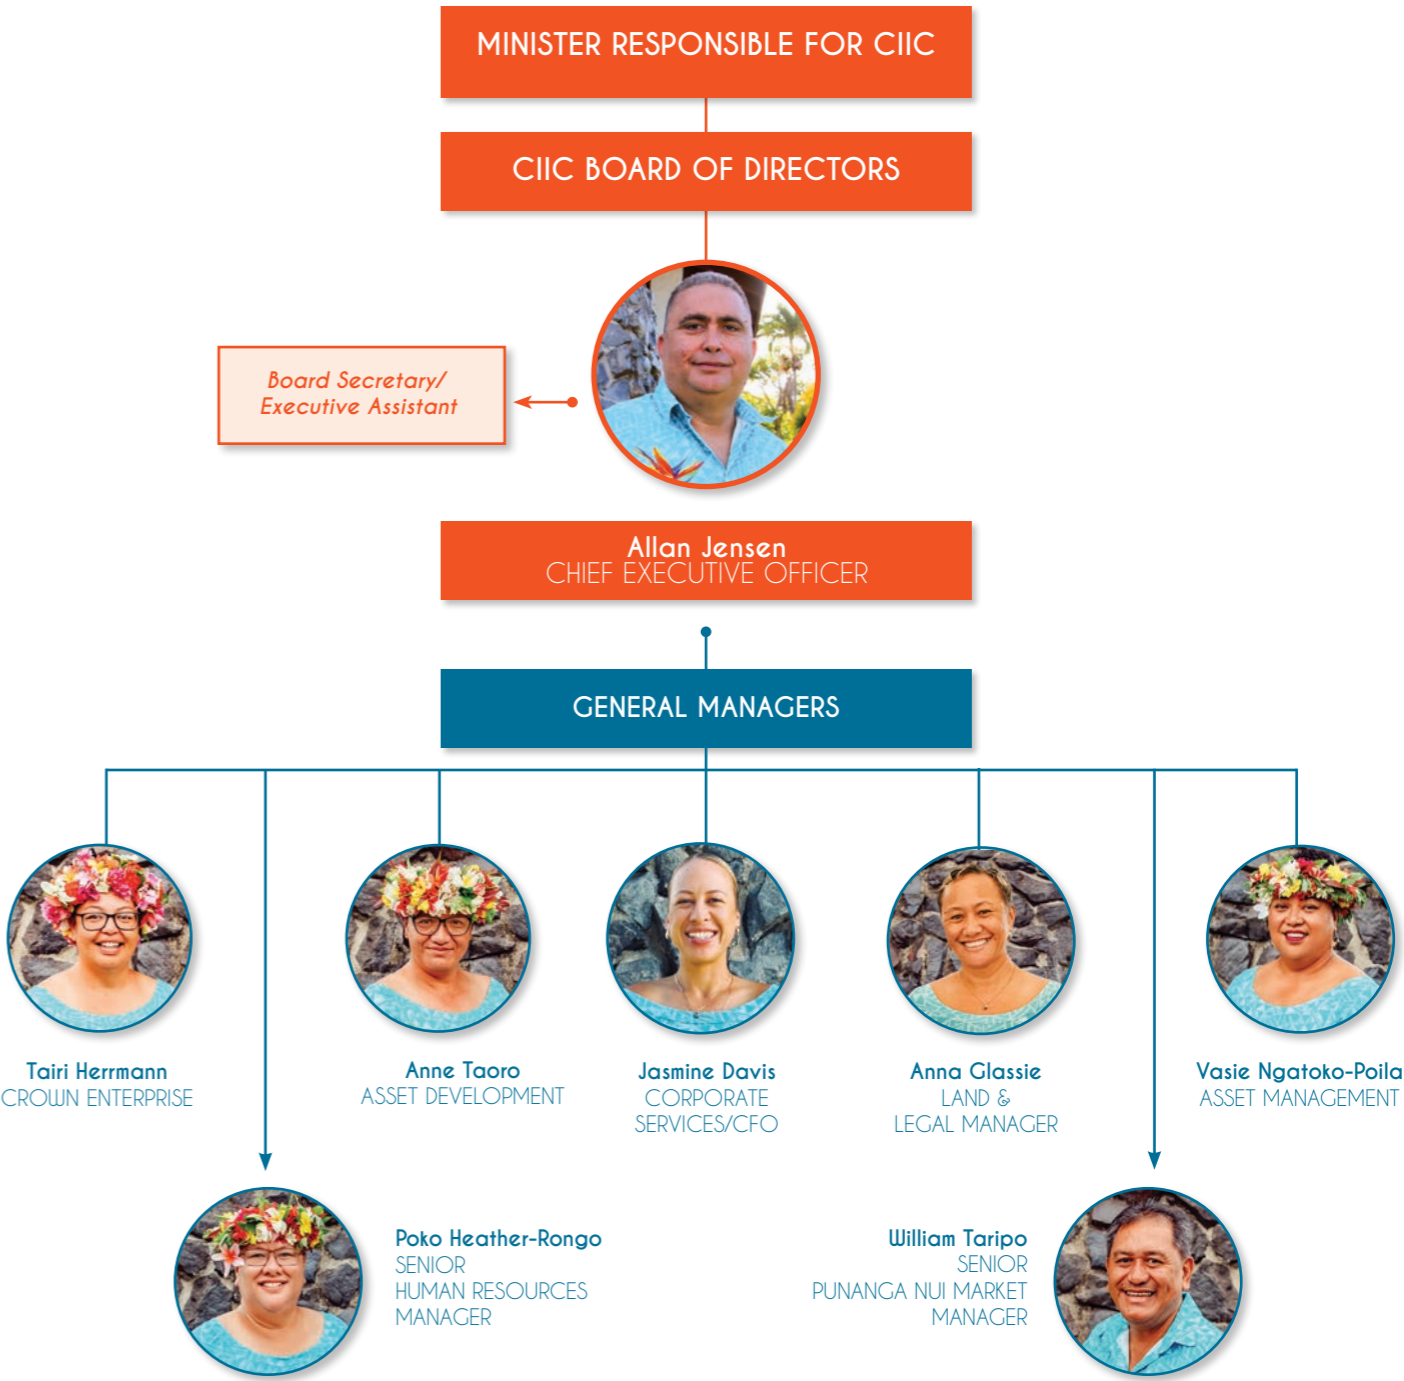 MINISTER RESPONSIBLE FOR CIIC
CIIC BOARD OF DIRECTORS
Board Secretary/
Executive Assistant
Allan Jensen
CHIEF EXECUTIVE OFFICER
GENERAL MANAGERS
Tairi Herrmann
CROWN ENTERPRISE
Anne Taoro
ASSET DEVELOPMENT
Jasmine Davis
CORPORATE
SERVICES/CFO
Anna Glassie
LAND &
LEGAL MANAGER
Vasie Ngatoko-Poila
ASSET MANAGEMENT
Poko Heather-Rongo
SENIOR
HUMAN RESOURCES
MANAGER
William Taripo
SENIOR
PUNANGA NUI MARKET
MANAGER